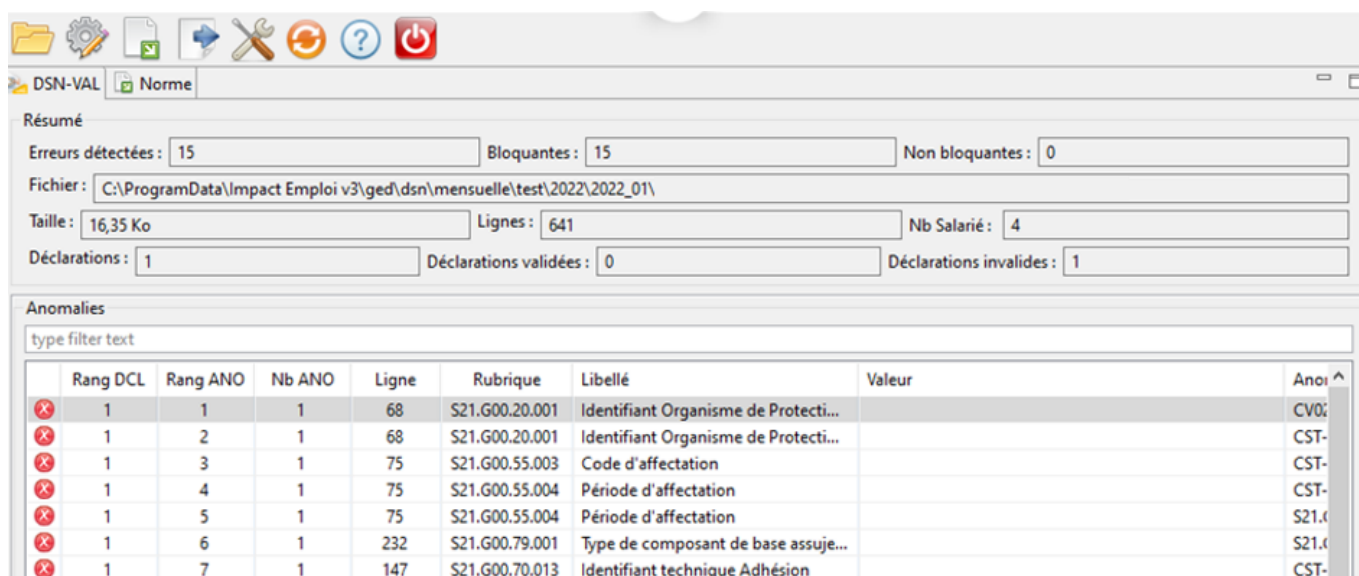 DSN-VAL Norme
Résumé
Erreurs détectées : 15 Bloquantes : 15 Non bloquantes : 0
Fichier : C:\ProgramData\Impact Emploi v3\ged\dsn\mensuelle\test\2022\2022_01\
Taille : 16,35 Ko Lignes : 641 Nb Salarié : 4
Déclarations : 1 Déclarations validées : 0 Déclarations invalides : 1
Anomalies
type filter text
Rang DCL Rang ANO Nb ANO Ligne Rubrique Libellé Valeur
1 1 1 68 S21.G00.20.001 Identifiant Organisme de Protecti... CV02
1 2 1 68 S21.G00.20.001 Identifiant Organisme de Protecti... CST-
1 3 1 75 S21.G00.55.003 Code d'affectation CST-
1 4 1 75 S21.G00.55.004 Période d'affectation CST-
1 5 1 75 S21.G00.55.004 Période d'affectation S21.
1 6 1 232 S21.G00.79.001 Type de composant de base assuje... S21.
1 7 1 147 S21.G00.70.013 Identifiant technique Adhésion CST-